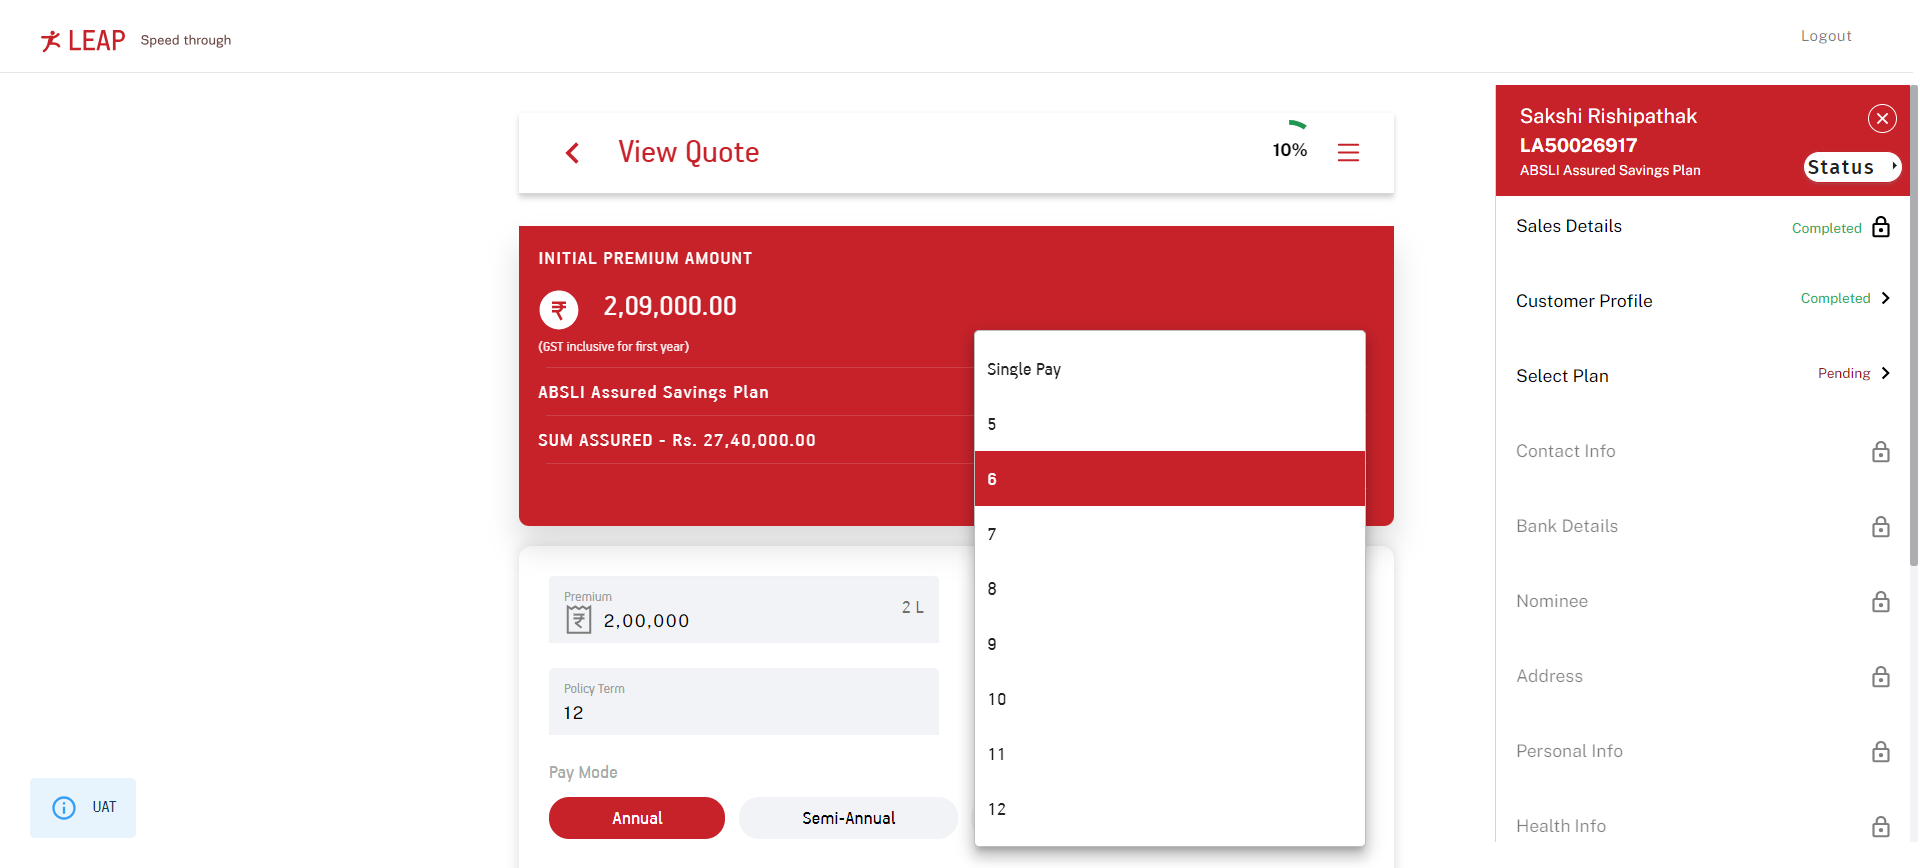 LEAP Speed through
Logout
View Quote
10%
INITIAL PREMIUM AMOUNT
₹ 2,09,000.00
(GST inclusive for first year)
ABSLI Assured Savings Plan
SUM ASSURED - Rs. 27,40,000.00
Single Pay
5
6
7
8
9
10
11
12
Premium
₹ 2,00,000
2 L
Policy Term
12
Pay Mode
Annual
Semi-Annual
UAT
Sakshi Rishipathak
LA50026917
ABSLI Assured Savings Plan
Status
Sales Details Completed
Customer Profile Completed
Select Plan Pending
Contact Info
Bank Details
Nominee
Address
Personal Info
Health Info